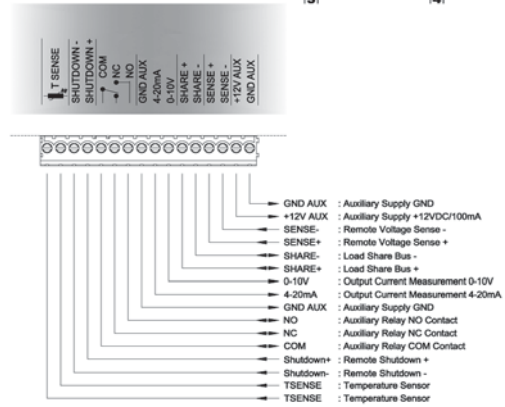 [3]
[4]
T SENSE
SHUTDOWN -
SHUTDOWN +
COM
NC
NO
GND AUX
4-20mA
0-10V
SHARE +
SHARE -
SENSE +
SENSE -
+12V AUX
GND AUX
GND AUX : Auxiliary Supply GND
+12V AUX : Auxiliary Supply +12VDC/100mA
SENSE- : Remote Voltage Sense -
SENSE+ : Remote Voltage Sense +
SHARE- : Load Share Bus -
SHARE+ : Load Share Bus +
0-10V : Output Current Measurement 0-10V
4-20mA : Output Current Measurement 4-20mA
GND AUX : Auxiliary Supply GND
NO : Auxiliary Relay NO Contact
NC : Auxiliary Relay NC Contact
COM : Auxiliary Relay COM Contact
Shutdown+ : Remote Shutdown +
Shutdown- : Remote Shutdown -
TSENSE : Temperature Sensor
TSENSE : Temperature Sensor